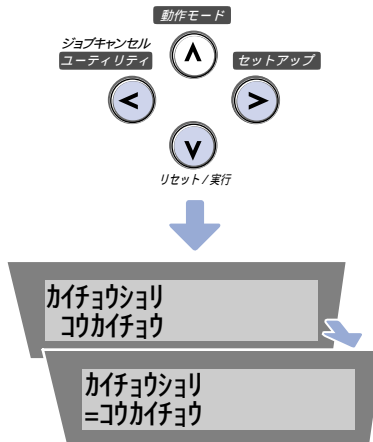 動作モード
ジョブキャンセル
ユーティリティ
セットアップ
リセット / 実行
カイチョウショリ
コウカイチョウ
カイチョウショリ
=コウカイチョウ